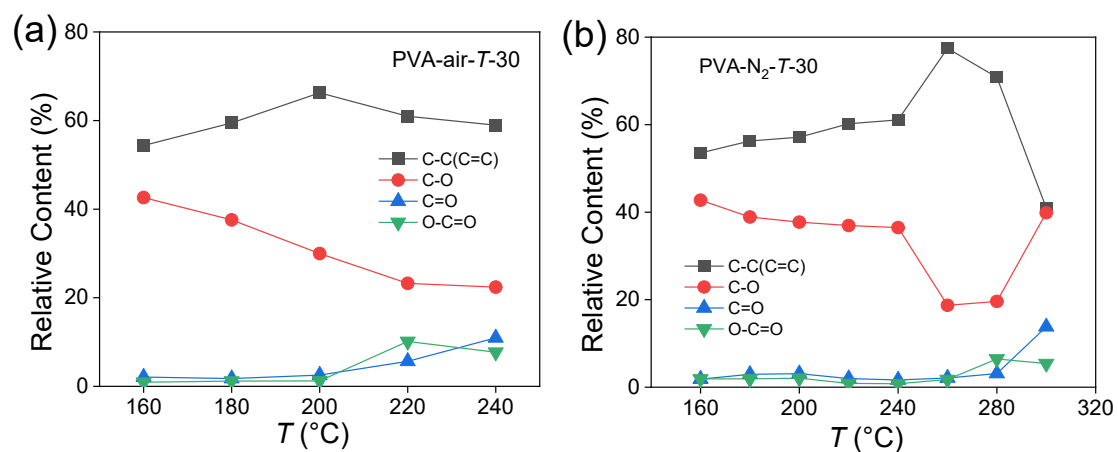 (a)
PVA-air-T-30
C-C(C=C)
C-O
C=O
O-C=O
Relative Content (%)
80
60
40
20
0
160
180
200
220
240
T (°C)
(b)
PVA-N₂-T-30
C-C(C=C)
C-O
C=O
O-C=O
Relative Content (%)
80
60
40
20
0
160
200
240
280
320
T (°C)